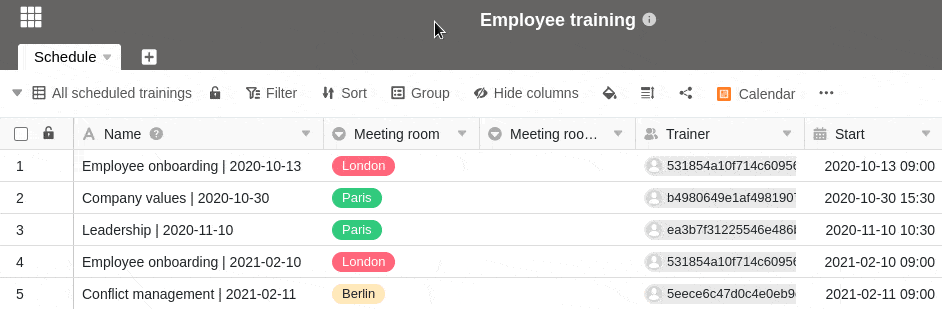 Employee training
Schedule
All scheduled trainings Filter Sort Group Hide columns Calendar
Name Meeting room Meeting roo… Trainer Start
1 Employee onboarding | 2020-10-13 London 531854a10f714c60956 2020-10-13 09:00
2 Company values | 2020-10-30 Paris b4980649e1af4981907 2020-10-30 15:30
3 Leadership | 2020-11-10 Paris ea3b7f31225546e486 2020-11-10 10:30
4 Employee onboarding | 2021-02-10 London 531854a10f714c60956 2021-02-10 09:00
5 Conflict management | 2021-02-11 Berlin 5eece6c47d0c4e0eb9 2021-02-11 09:00